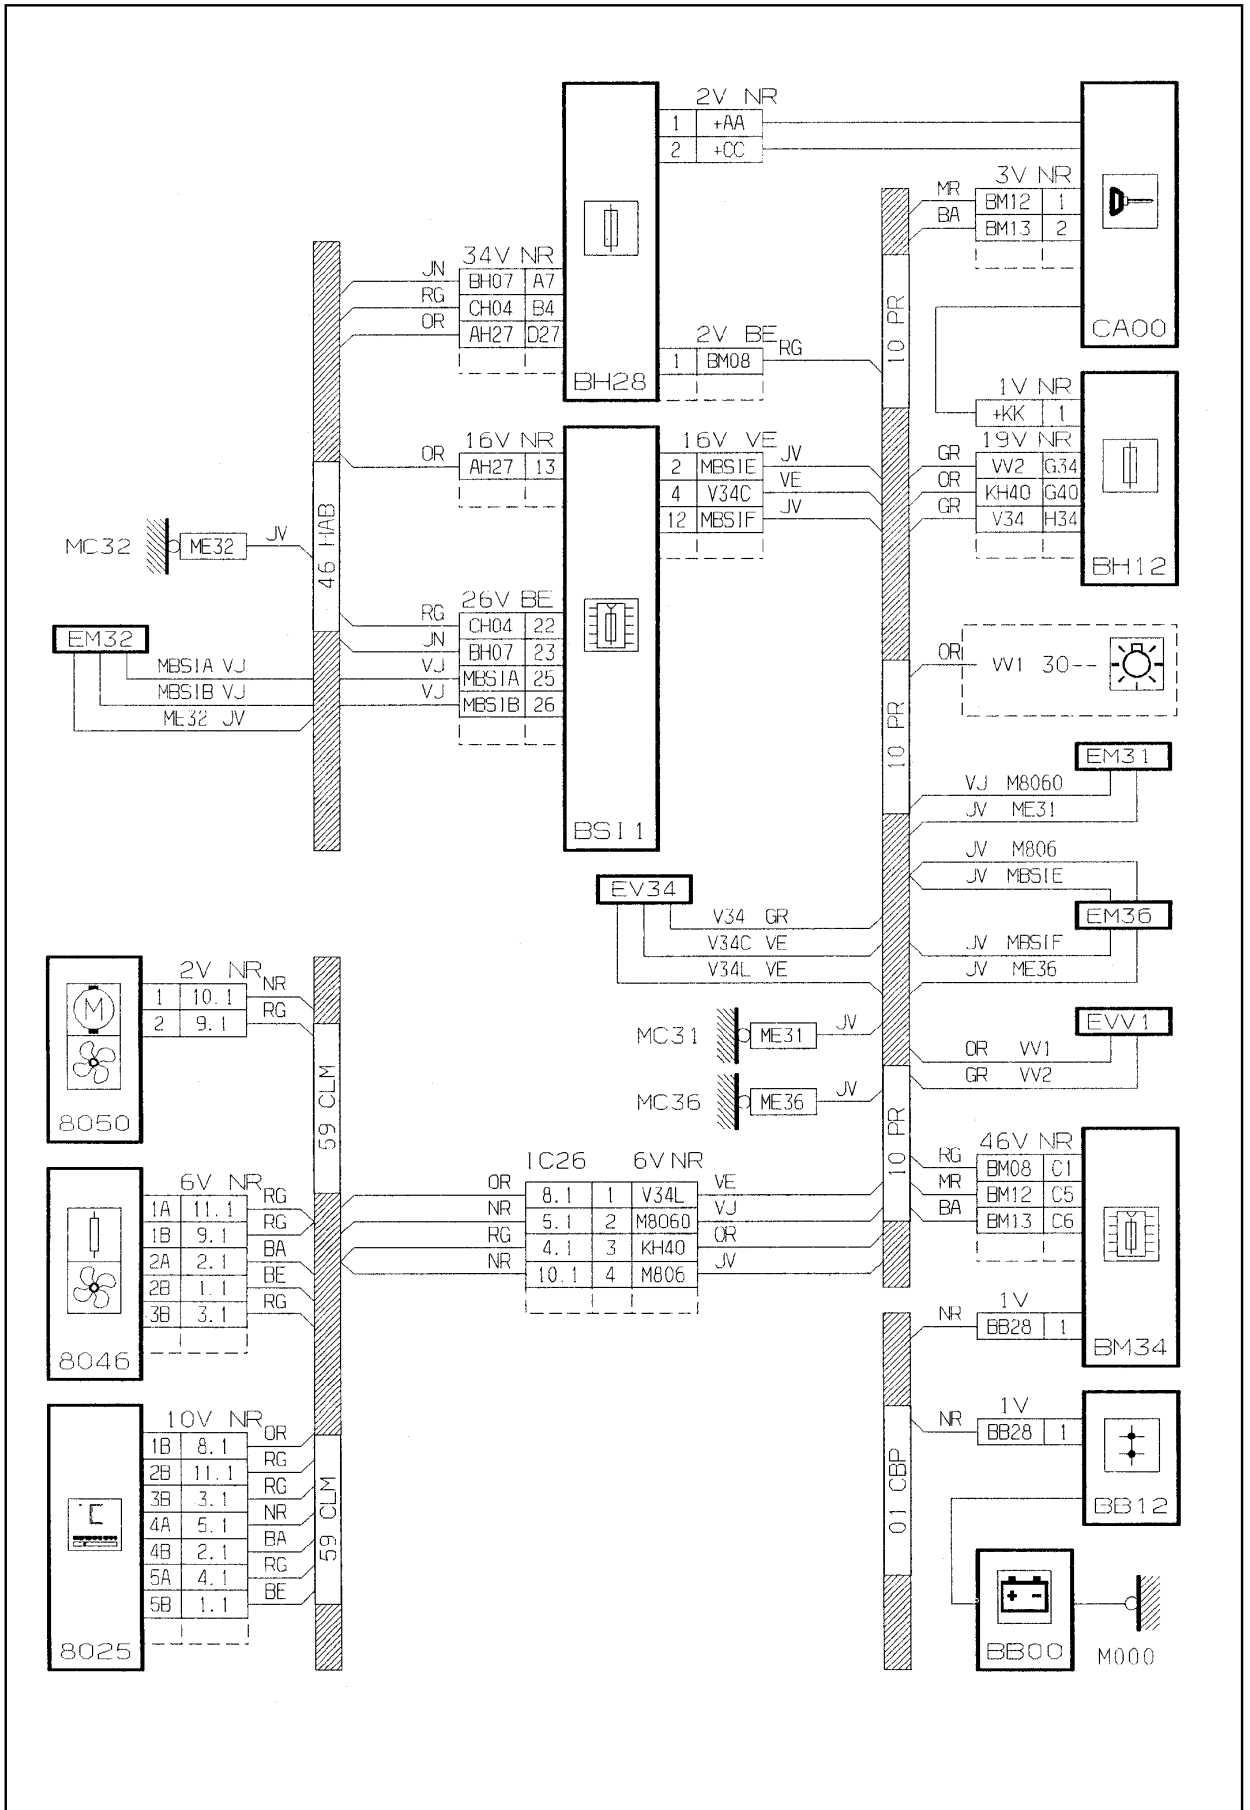 2V NR
1 +AA
2 +CC
3V NR
MR BM12 1
BA BM13 2
CA00
34V NR
JN BH07 A7
RG CH04 B4
OR AH27 D27
2V BE
1 BM08 RG
BH28
10 PR
1V NR
+KK 1
16V NR
OR AH27 13
16V VE
2 MBSIE JV
4 V34C VE
12 MBSIF JV
19V NR
GR VV2 G34
OR KH40 G40
GR V34 H34
BH12
MC32 ME32 JV
46 HAB
26V BE
RG CH04 22
JN BH07 23
VJ MBSIA 25
VJ MBSIB 26
EM32
MBSIA VJ
MBSIB VJ
ME32 JV
BSI1
OR VV1 30--
10 PR
EM31
VJ M8060
JV ME31
JV M806
JV MBSIE
EM36
JV MBSIF
JV ME36
EV34
V34 GR
V34C VE
V34L VE
2V NR
1 10.1 NR
2 9.1 RG
M
8050
59 CLM
MC31 ME31 JV
MC36 ME36 JV
EVV1
OR VV1
GR VV2
10 PR
6V NR
1A 11.1 RG
1B 9.1 RG
2A 2.1 BA
2B 1.1 BE
3B 3.1 RG
8046
IC26 6V NR
OR 8.1 1 V34L VE
NR 5.1 2 M8060 VJ
RG 4.1 3 KH40 OR
NR 10.1 4 M806 JV
46V NR
RG BM08 C1
MR BM12 C5
BA BM13 C6
1V
NR BB28 1
BM34
10V NR
1B 8.1 OR
2B 11.1 RG
3B 3.1 RG
4A 5.1 NR
4B 2.1 BA
5A 4.1 RG
5B 1.1 BE
°C
8025
59 CLM
01 CBP
1V
NR BB28 1
BB12
+ -
BB00
M000